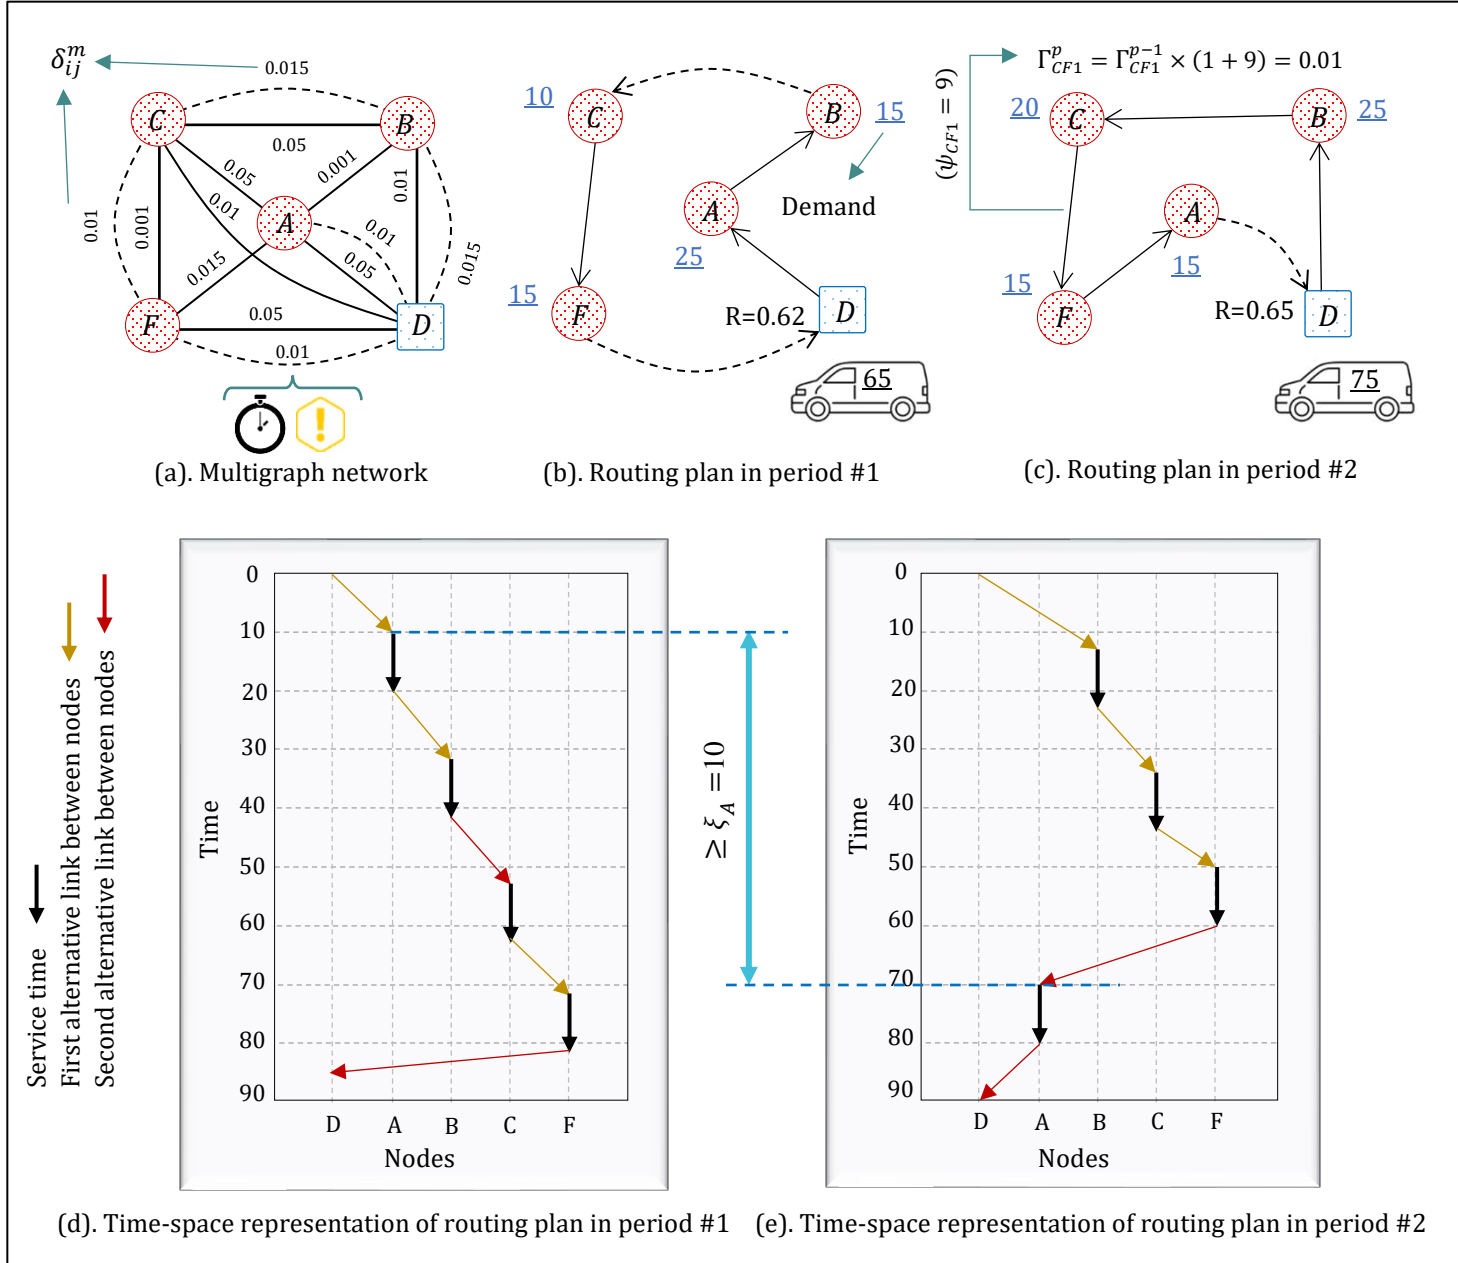 δᵢⱼᵐ
0.015
C
B
0.05
0.05
0.001
0.01
0.01
0.01
0.001
A
0.01
0.015
0.015
0.05
F
0.05
D
0.01
(a). Multigraph network
10
C
B
15
Demand
A
25
15
F
R=0.62
D
65
(b). Routing plan in period #1
Γ^p_CF1 = Γ^p−1_CF1 × (1 + 9) = 0.01
(ψ_CF1 = 9)
20
C
B
25
A
15
15
F
R=0.65
D
75
(c). Routing plan in period #2
Service time
First alternative link between nodes
Second alternative link between nodes
Time
0
10
20
30
40
50
60
70
80
90
D A B C F
Nodes
≥ ξ_A =10
Time
0
10
20
30
40
50
60
70
80
90
D A B C F
Nodes
(d). Time-space representation of routing plan in period #1
(e). Time-space representation of routing plan in period #2